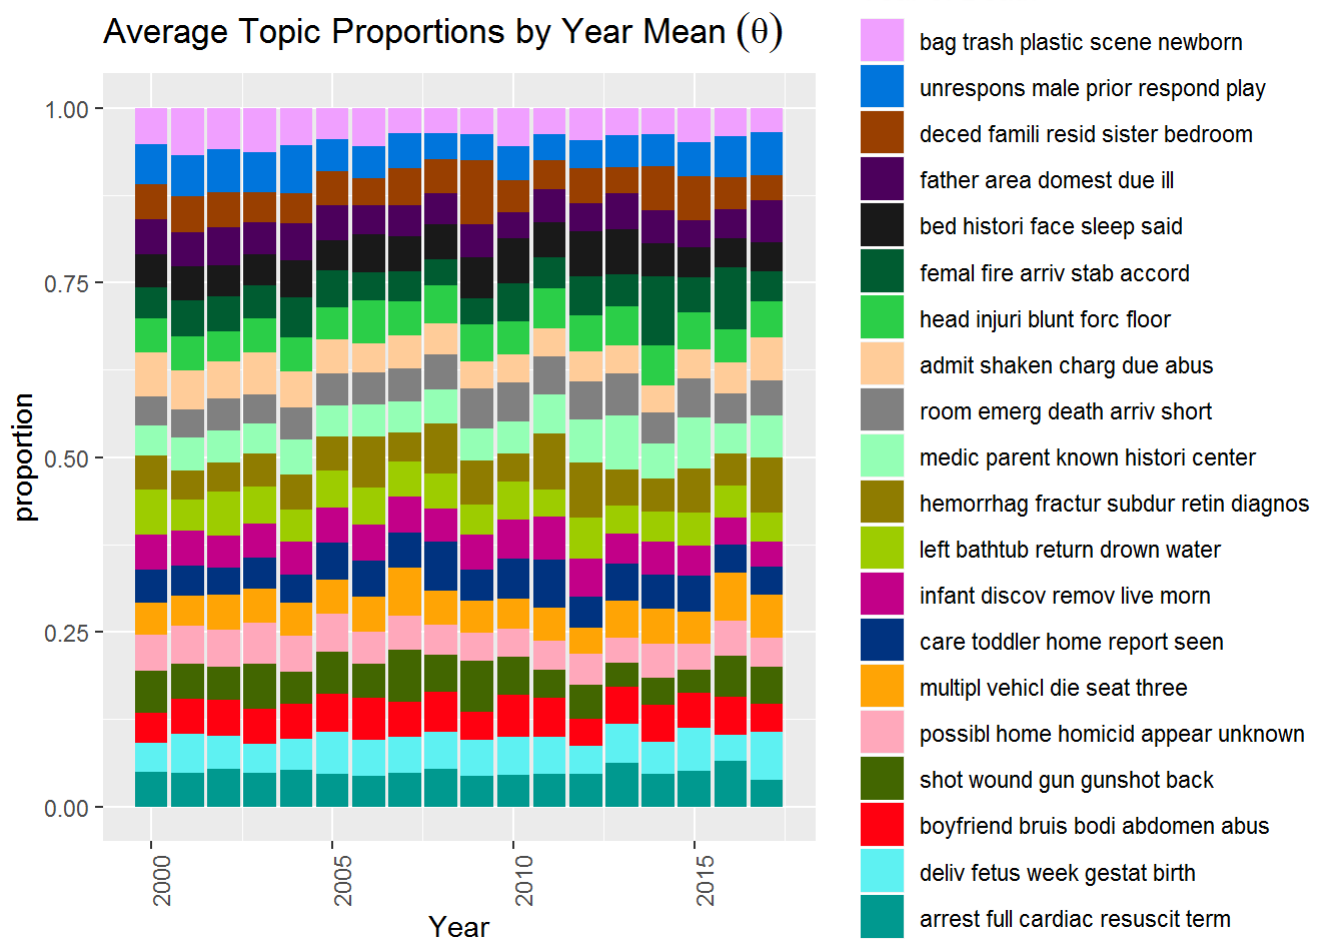 Average Topic Proportions by Year Mean (θ)
proportion
1.00
0.75
0.50
0.25
0.00
2000
2005
2010
2015
Year
bag trash plastic scene newborn
unrespons male prior respond play
deced famili resid sister bedroom
father area domest due ill
bed histori face sleep said
femal fire arriv stab accord
head injuri blunt forc floor
admit shaken charg due abus
room emerg death arriv short
medic parent known histori center
hemorrhag fractur subdur retin diagnos
left bathtub return drown water
infant discov remov live morn
care toddler home report seen
multipl vehicl die seat three
possibl home homicid appear unknown
shot wound gun gunshot back
boyfriend bruis bodi abdomen abus
deliv fetus week gestat birth
arrest full cardiac resuscit term